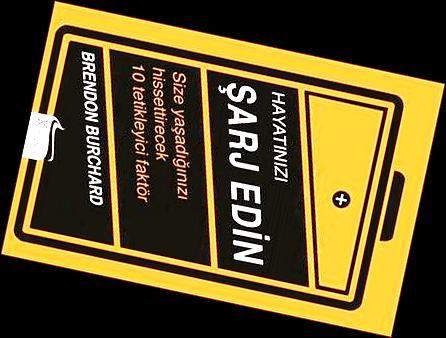 HAYATINIZI
ŞARJ EDİN
Size yaşadığınızı
hissettirecek
10 tetikleyici faktör
BRENDON BURCHARD